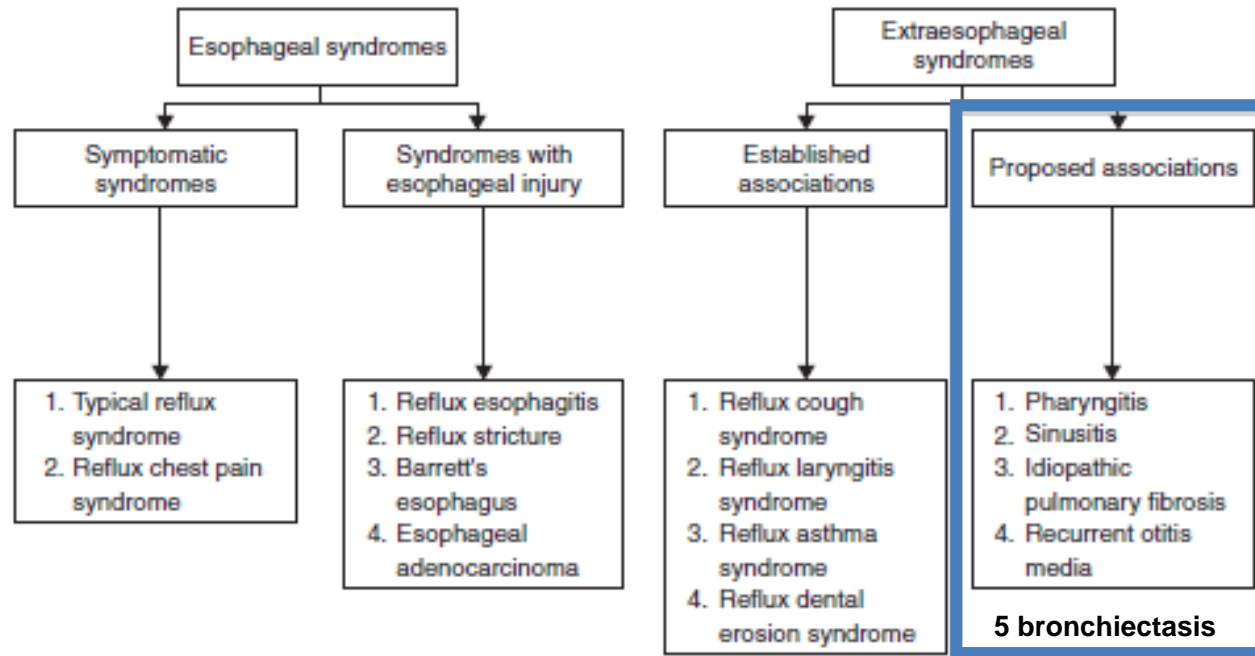 Esophageal syndromes
Extraesophageal
syndromes
Symptomatic
syndromes
Syndromes with
esophageal injury
Established
associations
Proposed associations
1. Typical reflux
syndrome
2. Reflux chest pain
syndrome
1. Reflux esophagitis
2. Reflux stricture
3. Barrett's
esophagus
4. Esophageal
adenocarcinoma
1. Reflux cough
syndrome
2. Reflux laryngitis
syndrome
3. Reflux asthma
syndrome
4. Reflux dental
erosion syndrome
1. Pharyngitis
2. Sinusitis
3. Idiopathic
pulmonary fibrosis
4. Recurrent otitis
media
5 bronchiectasis